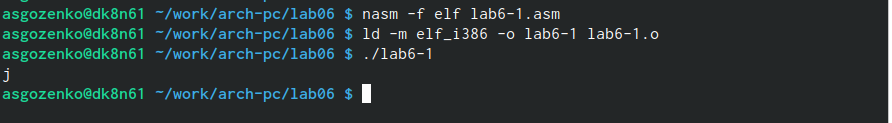 asgozenko@dk8n61 ~/work/arch-pc/lab06 $ nasm -f elf lab6-1.asm
asgozenko@dk8n61 ~/work/arch-pc/lab06 $ ld -m elf_i386 -o lab6-1 lab6-1.o
asgozenko@dk8n61 ~/work/arch-pc/lab06 $ ./lab6-1
j
asgozenko@dk8n61 ~/work/arch-pc/lab06 $